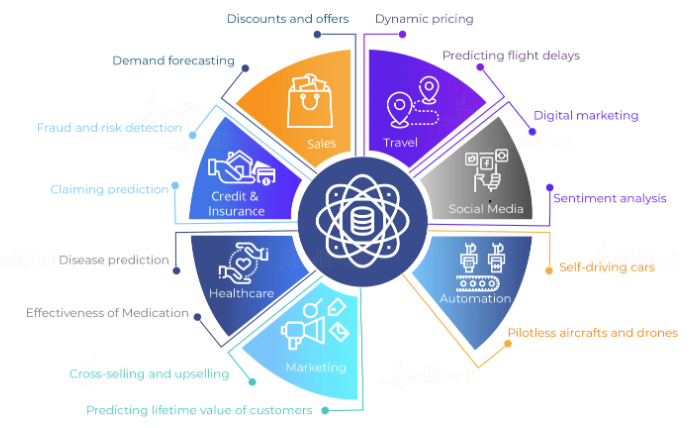 Discounts and offers
Dynamic pricing
Demand forecasting
Predicting flight delays
Fraud and risk detection
Digital marketing
Sales
Travel
Claiming prediction
Credit &
Insurance
Social Media
Sentiment analysis
Disease prediction
Healthcare
Automation
Self-driving cars
Effectiveness of Medication
Pilotless aircrafts and drones
Marketing
Cross-selling and upselling
Predicting lifetime value of customers